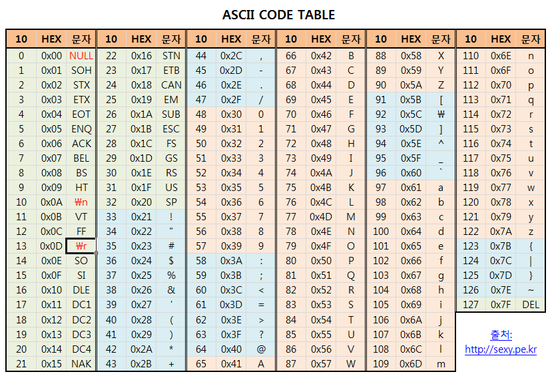 ASCII CODE TABLE
10 HEX 문자 10 HEX 문자 10 HEX 문자 10 HEX 문자 10 HEX 문자 10 HEX 문자
0 0x00 NULL 22 0x16 STN 44 0x2C , 66 0x42 B 88 0x58 X 110 0x6E n
1 0x01 SOH 23 0x17 ETB 45 0x2D - 67 0x43 C 89 0x59 Y 111 0x6F o
2 0x02 STX 24 0x18 CAN 46 0x2E . 68 0x44 D 90 0x5A Z 112 0x70 p
3 0x03 ETX 25 0x19 EM 47 0x2F / 69 0x45 E 91 0x5B [ 113 0x71 q
4 0x04 EOT 26 0x1A SUB 48 0x30 0 70 0x46 F 92 0x5C ₩ 114 0x72 r
5 0x05 ENQ 27 0x1B ESC 49 0x31 1 71 0x47 G 93 0x5D ] 115 0x73 s
6 0x06 ACK 28 0x1C FS 50 0x32 2 72 0x48 H 94 0x5E ^ 116 0x74 t
7 0x07 BEL 29 0x1D GS 51 0x33 3 73 0x49 I 95 0x5F _ 117 0x75 u
8 0x08 BS 30 0x1E RS 52 0x34 4 74 0x4A J 96 0x60 ` 118 0x76 v
9 0x09 HT 31 0x1F US 53 0x35 5 75 0x4B K 97 0x61 a 119 0x77 w
10 0x0A ₩n 32 0x20 SP 54 0x36 6 76 0x4C L 98 0x62 b 120 0x78 x
11 0x0B VT 33 0x21 ! 55 0x37 7 77 0x4D M 99 0x63 c 121 0x79 y
12 0x0C FF 34 0x22 " 56 0x38 8 78 0x4E N 100 0x64 d 122 0x7A z
13 0x0D ₩r 35 0x23 # 57 0x39 9 79 0x4F O 101 0x65 e 123 0x7B {
14 0x0E SO 36 0x24 $ 58 0x3A : 80 0x50 P 102 0x66 f 124 0x7C |
15 0x0F SI 37 0x25 % 59 0x3B ; 81 0x51 Q 103 0x67 g 125 0x7D }
16 0x10 DLE 38 0x26 & 60 0x3C < 82 0x52 R 104 0x68 h 126 0x7E ~
17 0x11 DC1 39 0x27 ' 61 0x3D = 83 0x53 S 105 0x69 i 127 0x7F DEL
18 0x12 DC2 40 0x28 ( 62 0x3E > 84 0x54 T 106 0x6A j
19 0x13 DC3 41 0x29 ) 63 0x3F ? 85 0x55 U 107 0x6B k
20 0x14 DC4 42 0x2A * 64 0x40 @ 86 0x56 V 108 0x6C l
21 0x15 NAK 43 0x2B + 65 0x41 A 87 0x57 W 109 0x6D m
출처:
http://sexy.pe.kr